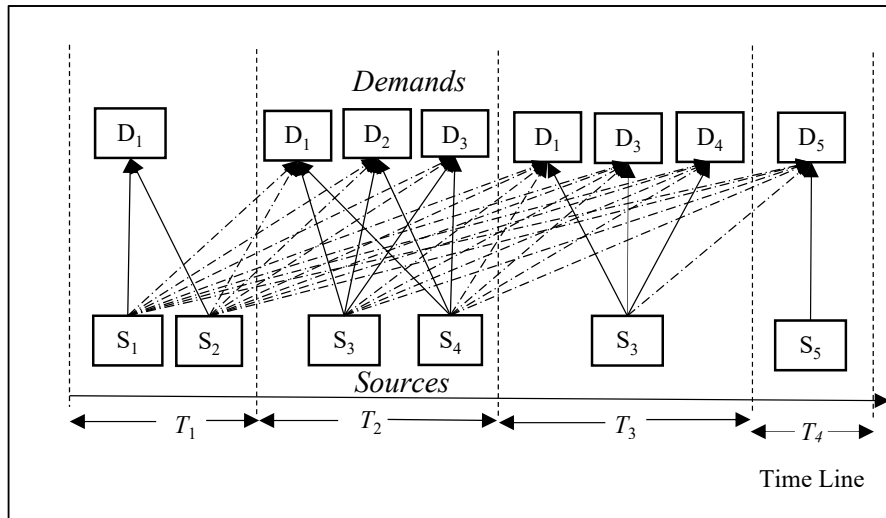 Demands
D₁ D₁ D₂ D₃ D₁ D₃ D₄ D₅
S₁ S₂ S₃ S₄ S₃ S₅
Sources
T₁ T₂ T₃ T₄
Time Line